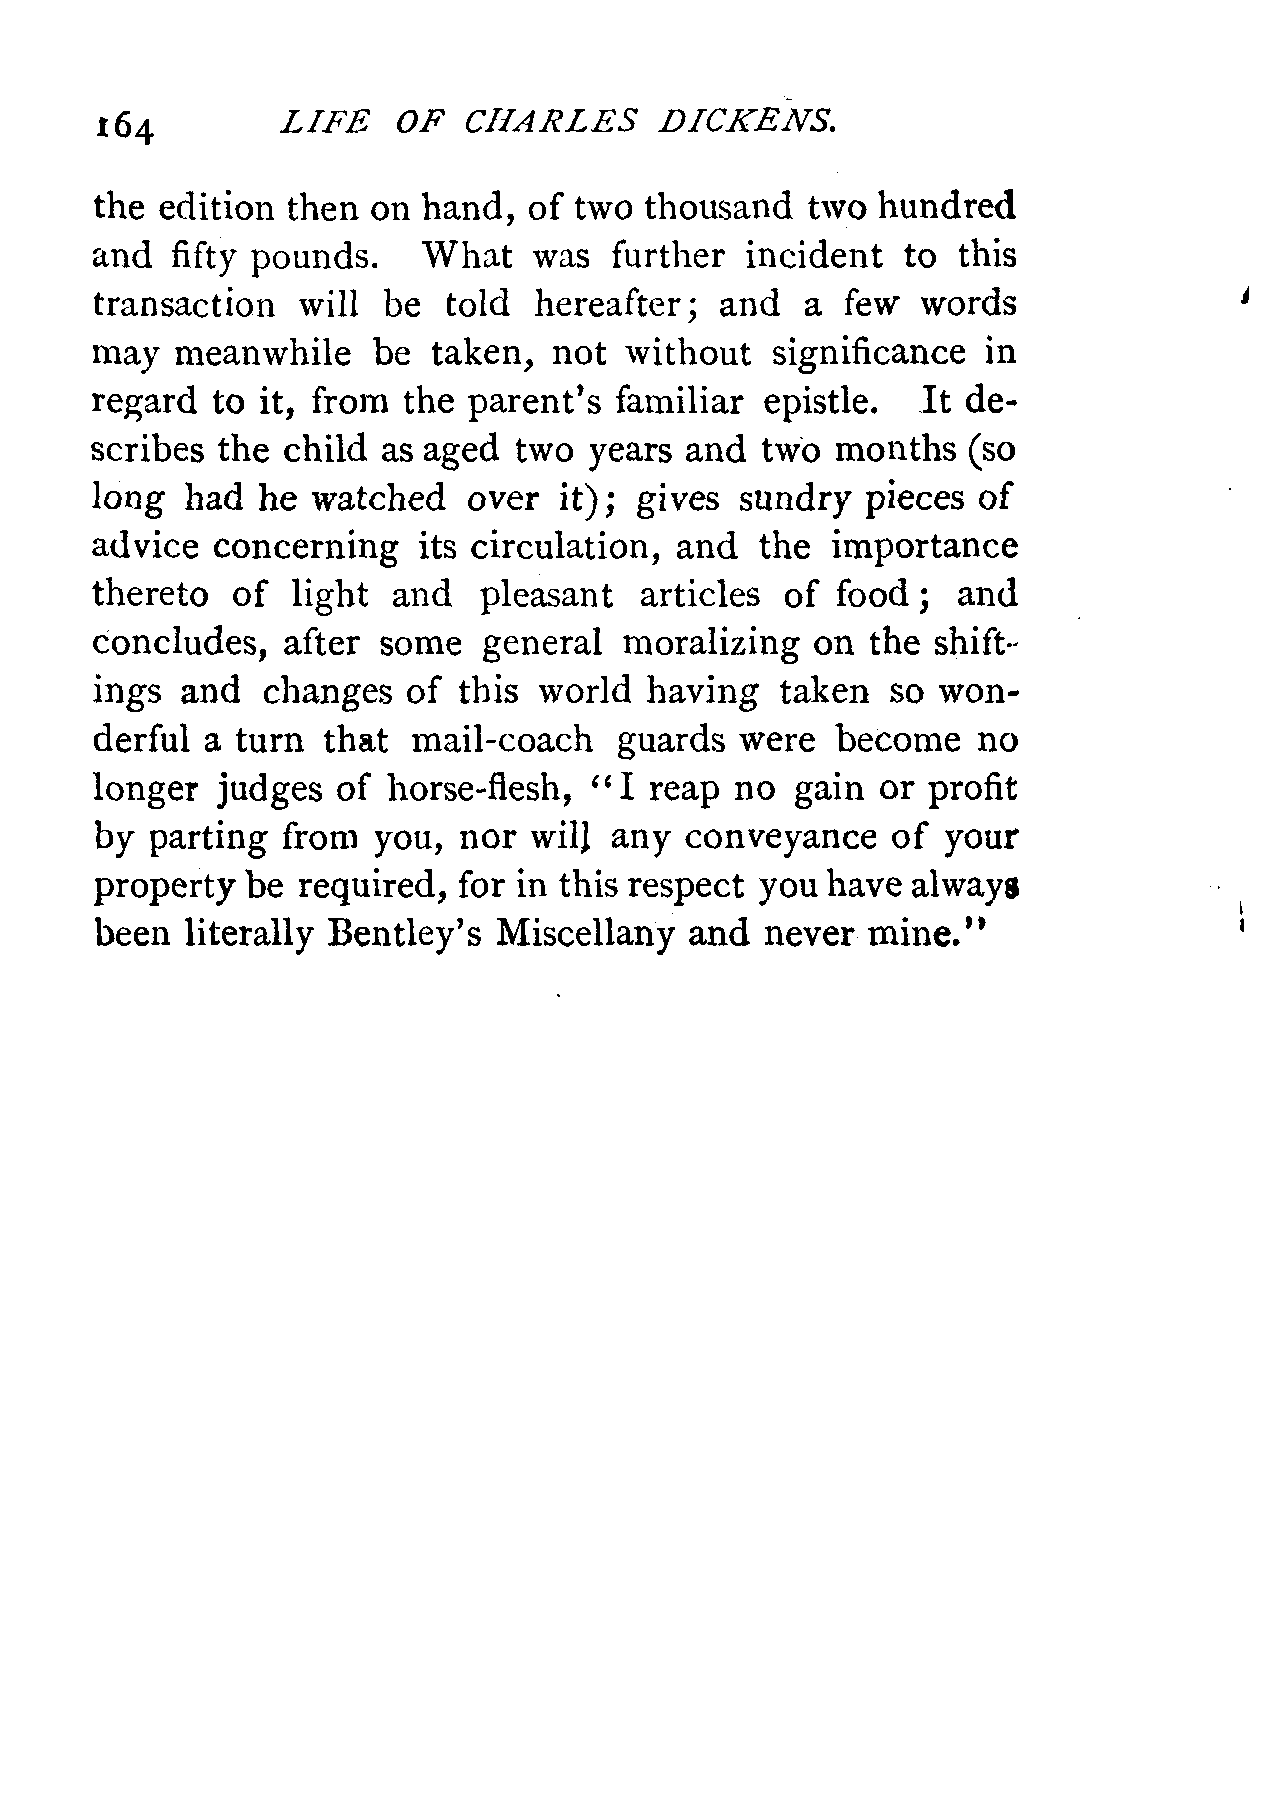 164 LIFE OF CHARLES DICKENS.
the edition then on hand, of two thousand two hundred
and fifty pounds. What was further incident to this
transaction will be told hereafter; and a few words
may meanwhile be taken, not without significance in
regard to it, from the parent's familiar epistle. It de-
scribes the child as aged two years and two months (so
long had he watched over it); gives sundry pieces of
advice concerning its circulation, and the importance
thereto of light and pleasant articles of food; and
concludes, after some general moralizing on the shift-
ings and changes of this world having taken so won-
derful a turn that mail-coach guards were become no
longer judges of horse-flesh, "I reap no gain or profit
by parting from you, nor will any conveyance of your
property be required, for in this respect you have always
been literally Bentley's Miscellany and never mine."